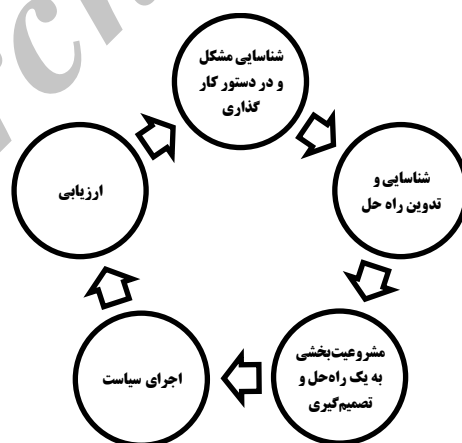 شناسایی مشکل
و در دستور کار
گذاری
شناسایی و
تدوین راه حل
مشروعیت‌بخشی
به یک راه‌حل و
تصمیم‌گیری
اجرای سیاست
ارزیابی